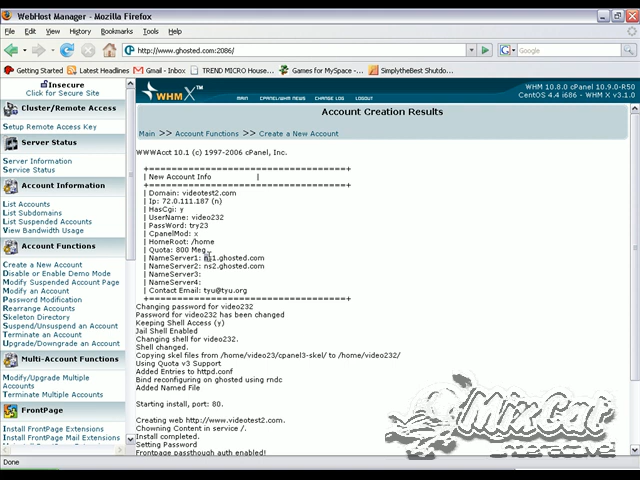 WebHost Manager - Mozilla Firefox
File Edit View History Bookmarks Tools Help
http://www.ghosted.com:2086/
Google
Getting Started Latest Headlines Gmail - Inbox TREND MICRO House... Games for MySpace -... SimplytheBest Shutdo...
Insecure
Click for Secure Site
Cluster/Remote Access
Setup Remote Access Key
Server Status
Server Information
Service Status
Account Information
List Accounts
List Subdomains
List Suspended Accounts
View Bandwidth Usage
Account Functions
Create a New Account
Disable or Enable Demo Mode
Modify Suspended Account Page
Modify an Account
Password Modification
Rearrange Accounts
Skeleton Directory
Suspend/Unsuspend an Account
Terminate an Account
Upgrade/Downgrade an Account
Multi-Account Functions
Modify/Upgrade Multiple
Accounts
Terminate Multiple Accounts
FrontPage
Install FrontPage Extensions
Install FrontPage Mail Extensions
WHM X™
MAIN CPANEL/WHM NEWS CHANGE LOG LOGOUT
WHM 10.8.0 cPanel 10.9.0-R50
CentOS 4.4 i686 - WHM X v3.1.0
Account Creation Results
Main >> Account Functions >> Create a New Account
WWWAcct 10.1 (c) 1997-2006 cPanel, Inc.
+===================================+
| New Account Info |
+===================================+
| Domain: videotest2.com
| Ip: 72.0.111.187 (n)
| HasCgi: y
| UserName: video232
| PassWord: try23
| CpanelMod: x
| HomeRoot: /home
| Quota: 800 Meg
| NameServer1: ns1.ghosted.com
| NameServer2: ns2.ghosted.com
| NameServer3:
| NameServer4:
| Contact Email: tyu@tyu.org
+===================================+
Changing password for video232
Password for video232 has been changed
Keeping Shell Access (y)
Jail Shell Enabled
Changing shell for video232.
Shell changed.
Copying skel files from /home/video23/cpanel3-skel/ to /home/video232/
Using Quota v3 Support
Added Entries to httpd.conf
Bind reconfiguring on ghosted using rndc
Added Named File
Starting install, port: 80.
Creating web http://www.videotest2.com.
Chowning Content in service /.
Install completed.
Setting Password
Frontpage passthough auth enabled!
MixCat
INTERACTIVE
Done